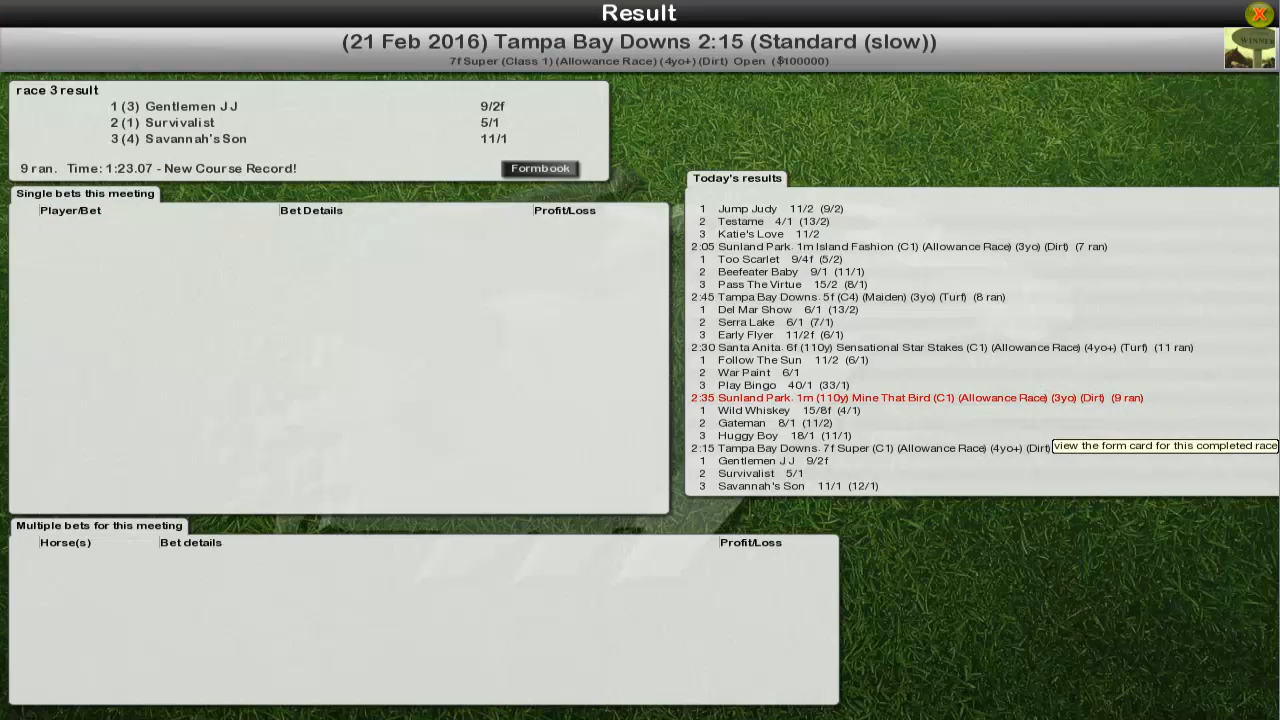 Result
(21 Feb 2016) Tampa Bay Downs 2:15 (Standard (slow))
7f Super (Class 1) (Allowance Race) (4yo+) (Dirt) Open ($100000)
WINNER
race 3 result
1 (3) Gentlemen J J 9/2f
2 (1) Survivalist 5/1
3 (4) Savannah's Son 11/1
9 ran. Time: 1:23.07 - New Course Record!
Formbook
Single bets this meeting
Player/Bet Bet Details Profit/Loss
Today's results
1 Jump Judy 11/2 (9/2)
2 Testame 4/1 (13/2)
3 Katie's Love 11/2
2:05 Sunland Park. 1m Island Fashion (C1) (Allowance Race) (3yo) (Dirt) (7 ran)
1 Too Scarlet 9/4f (5/2)
2 Beefeater Baby 9/1 (11/1)
3 Pass The Virtue 15/2 (8/1)
2:45 Tampa Bay Downs. 5f (C4) (Maiden) (3yo) (Turf) (8 ran)
1 Del Mar Show 6/1 (13/2)
2 Serra Lake 6/1 (7/1)
3 Early Flyer 11/2f (6/1)
2:30 Santa Anita. 6f (110y) Sensational Star Stakes (C1) (Allowance Race) (4yo+) (Turf) (11 ran)
1 Follow The Sun 11/2 (6/1)
2 War Paint 6/1
3 Play Bingo 40/1 (33/1)
2:35 Sunland Park. 1m (110y) Mine That Bird (C1) (Allowance Race) (3yo) (Dirt) (9 ran)
1 Wild Whiskey 15/8f (4/1)
2 Gateman 8/1 (11/2)
3 Huggy Boy 18/1 (11/1)
2:15 Tampa Bay Downs. 7f Super (C1) (Allowance Race) (4yo+) (Dirt)
view the form card for this completed race
1 Gentlemen J J 9/2f
2 Survivalist 5/1
3 Savannah's Son 11/1 (12/1)
Multiple bets for this meeting
Horse(s) Bet details Profit/Loss